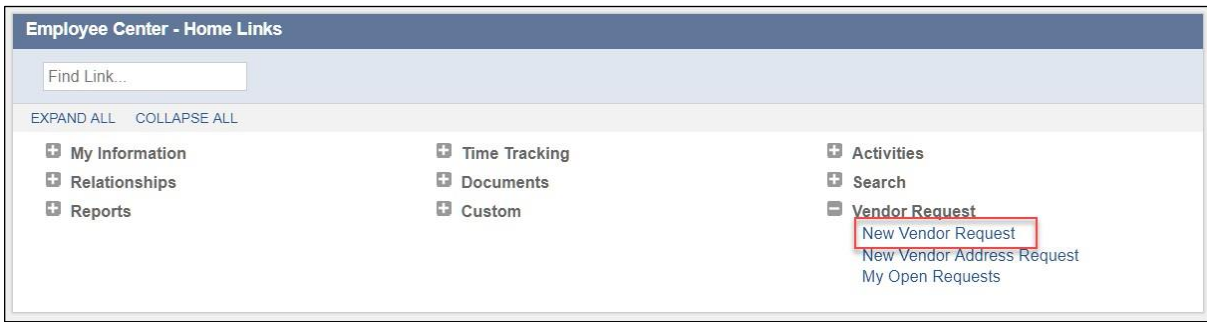 Employee Center - Home Links
Find Link...
EXPAND ALL COLLAPSE ALL
My Information Time Tracking Activities
Relationships Documents Search
Reports Custom Vendor Request
New Vendor Request
New Vendor Address Request
My Open Requests